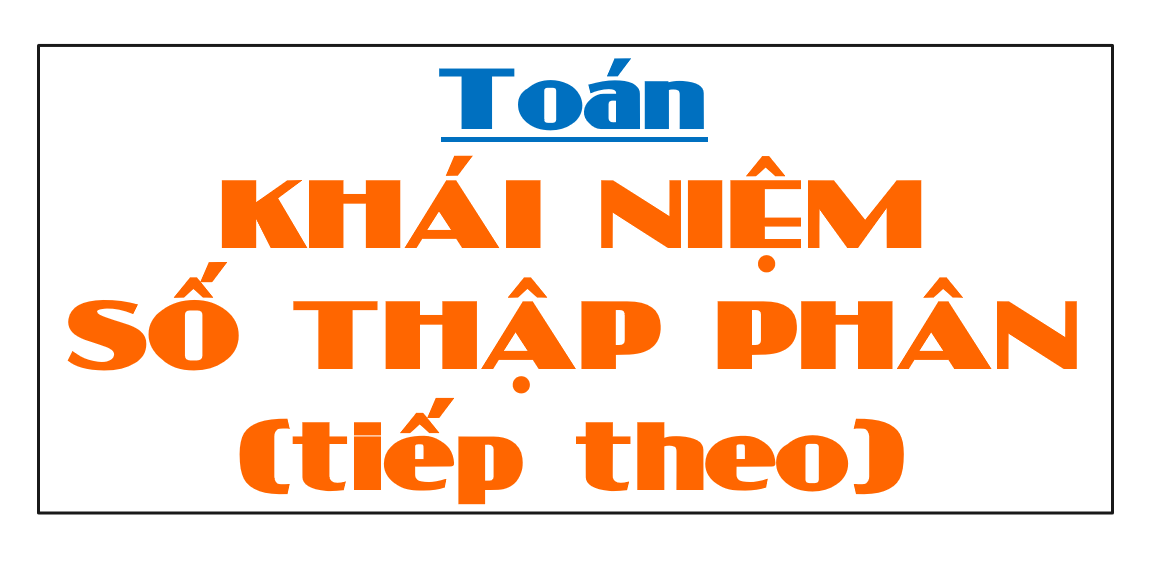 Toán
KHÁI NIỆM
SỐ THẬP PHÂN
(tiếp theo)